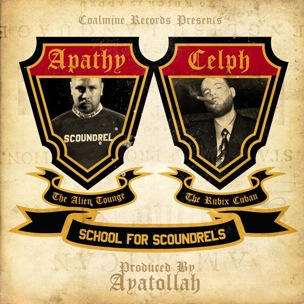 Coalmine Records Presents
Apathy
Celph
SCOUNDREL
The Alien Tounge
The Rubix Cuban
SCHOOL FOR SCOUNDRELS
Produced By
Ayatollah